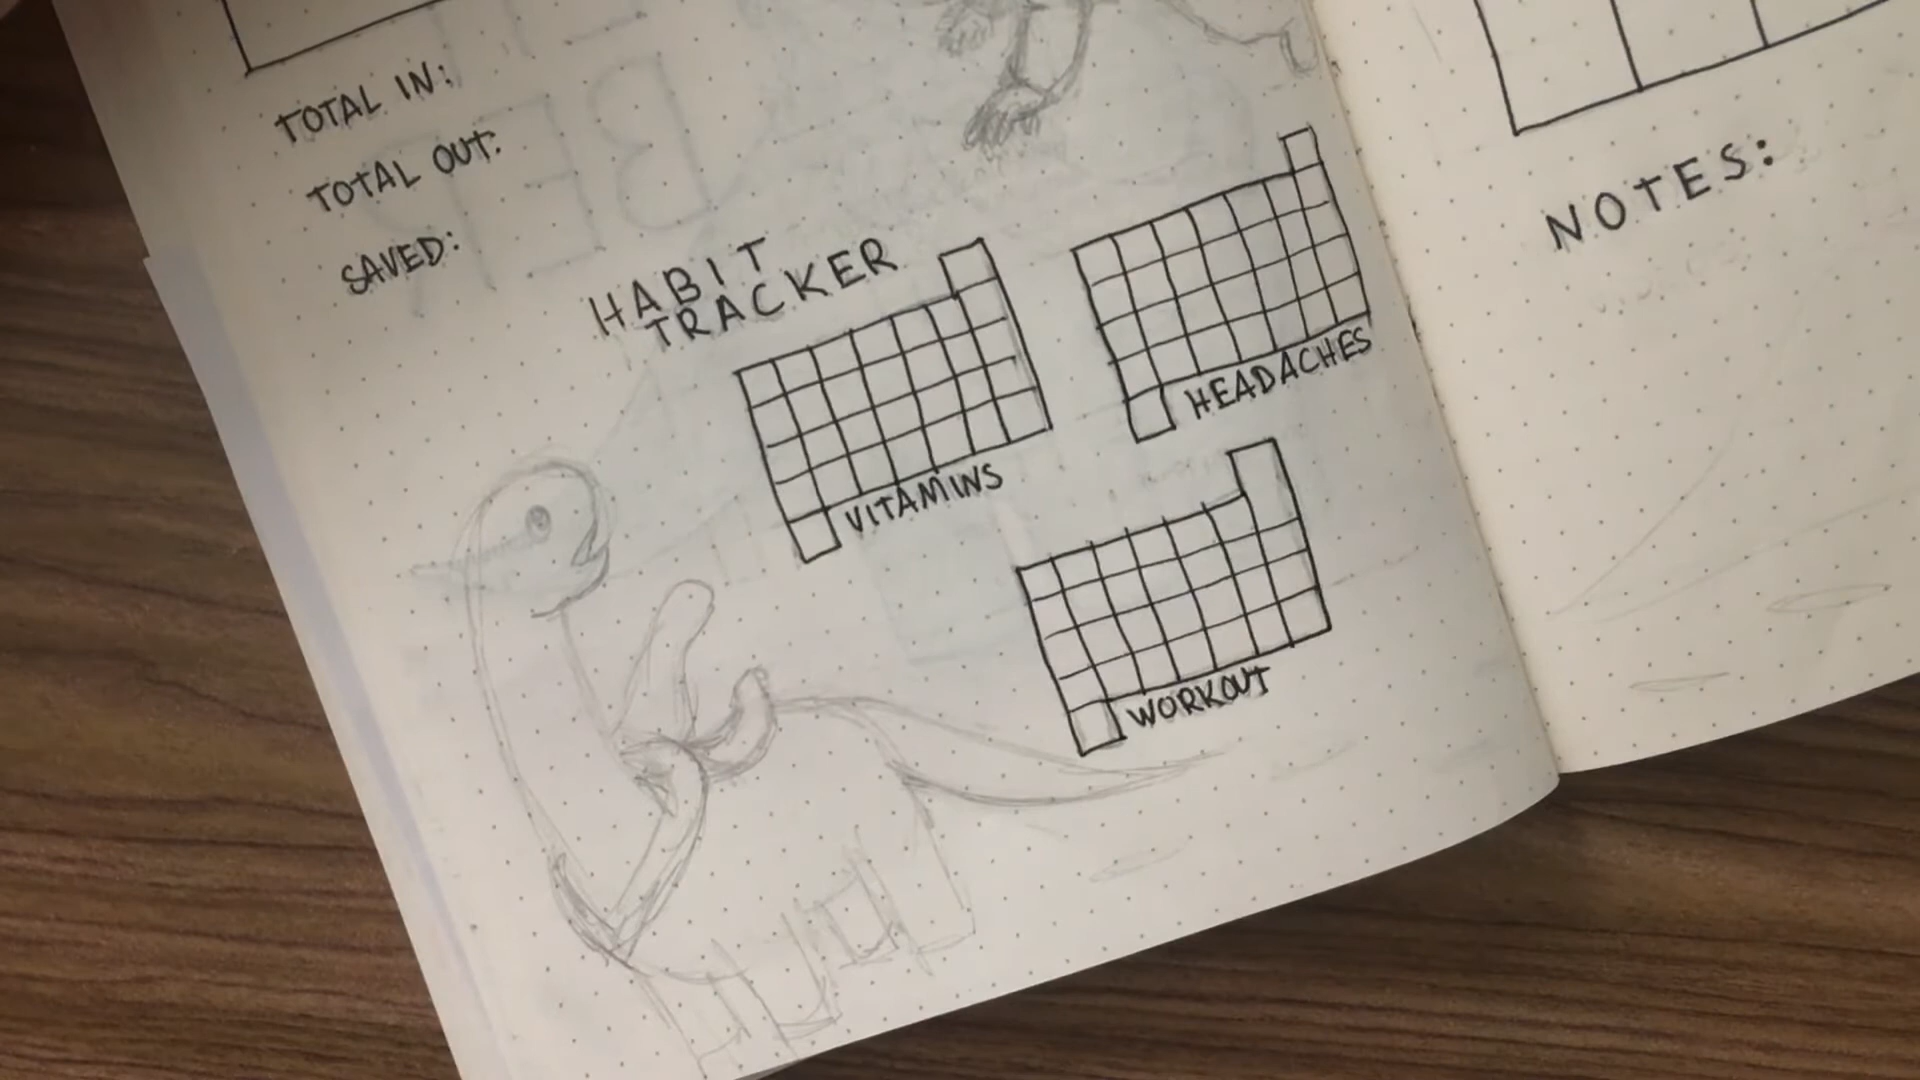 TOTAL IN:
TOTAL OUT:
SAVED:
HABIT
TRACKER
VITAMINS
HEADACHES
WORKOUT
NOTES: